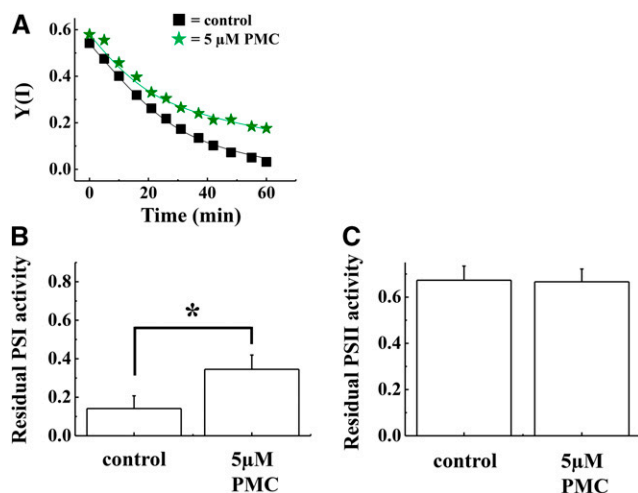 A
■ = control
★ = 5 µM PMC
Y(I)
0.6
0.4
0.2
0.0
0
20
40
60
Time (min)
B
Residual PSI activity
0.8
0.6
0.4
0.2
0.0
*
control
5µM
PMC
C
Residual PSII activity
0.6
0.4
0.2
0.0
control
5µM
PMC